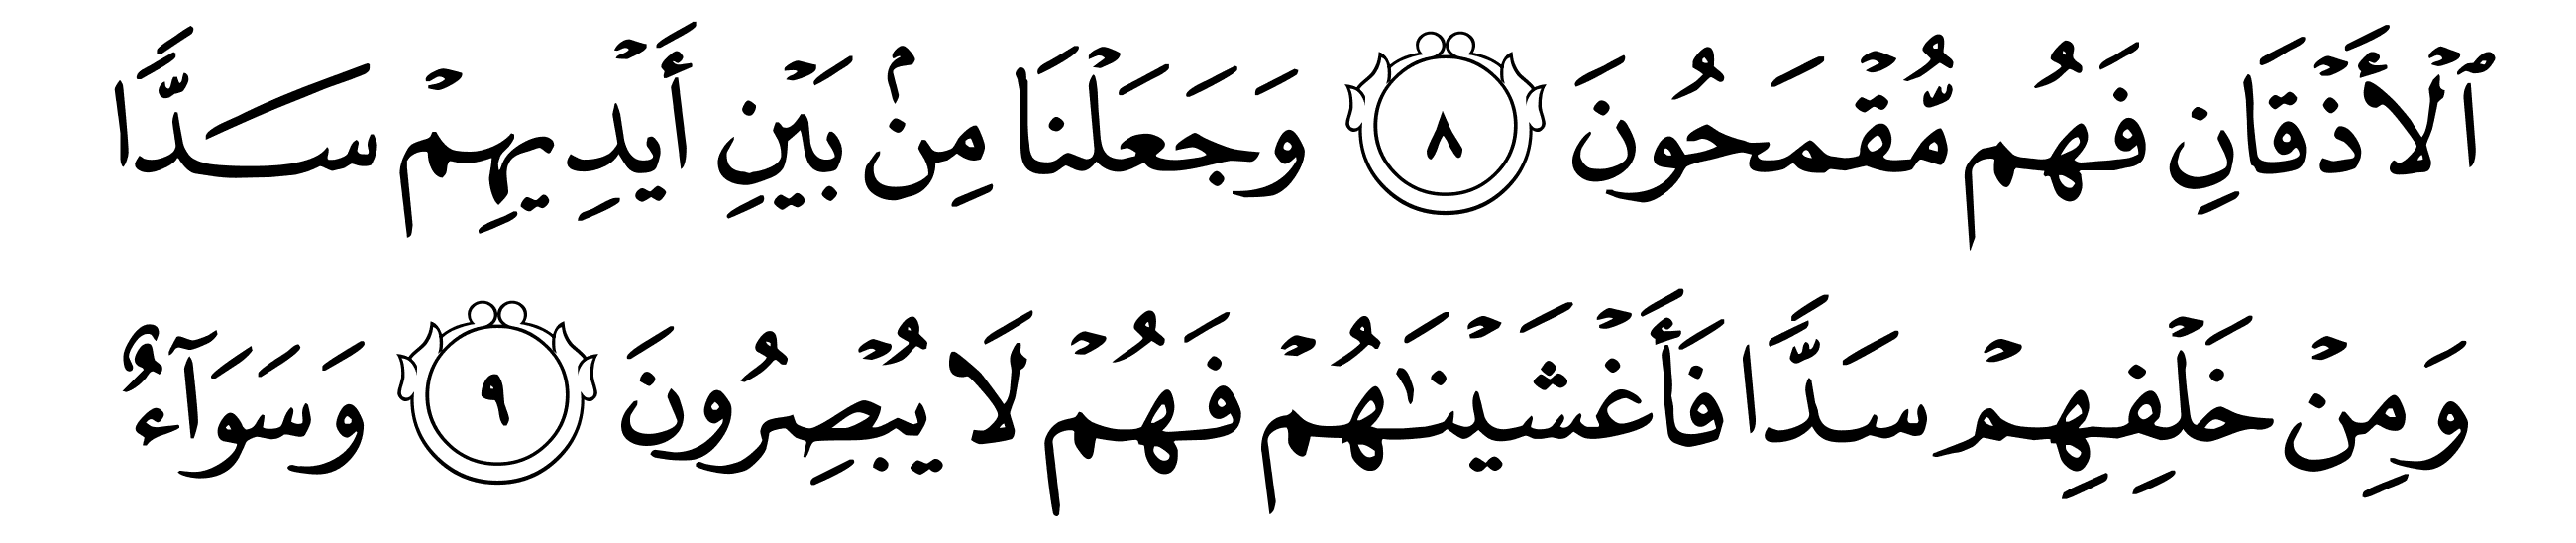 ٱلۡأَذۡقَانِ فَهُم مُّقۡمَحُونَ ٨ وَجَعَلۡنَا مِنۢ بَيۡنِ أَيۡدِيهِمۡ سَدّٗا
وَمِنۡ خَلۡفِهِمۡ سَدّٗا فَأَغۡشَيۡنَٰهُمۡ فَهُمۡ لَا يُبۡصِرُونَ ٩ وَسَوَآءٌ